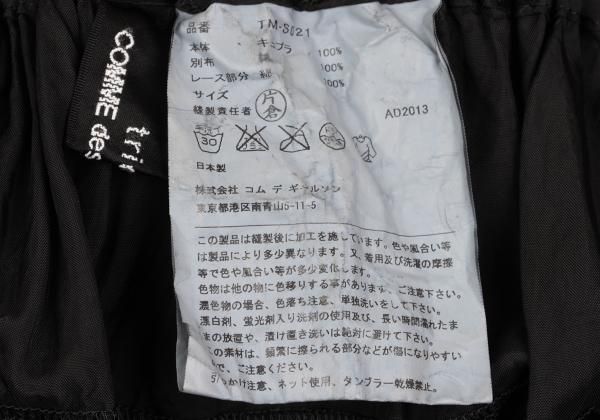 COMME des
tri
品番 TM-S021
本体 キュプラ 100%
別布 100%
レース部分 綿 100%
サイズ
縫製責任者 片倉 AD2013
30
日本製
株式会社 コム デ ギャルソン
東京都港区南青山5-11-5
この製品は縫製後に加工を施しています。色や風合い等
は製品により多少異なります。又、着用及び洗濯の摩擦
等で色や風合い等が多少変化します。
色物は他の物に色移りする事があります、ご注意下さい。
濃色物の場合、色落ち注意、単独洗いをして下さい。
漂白剤、蛍光剤入り洗剤の使用及び、長い時間濡れたま
まの放置や、漬け置き洗いは絶対に避けて下さい。
の素材は、頻繁に擦られる部分などが傷になりやすい
で、ご注意ください。
っかけ注意、ネット使用、タンブラー乾燥禁止。